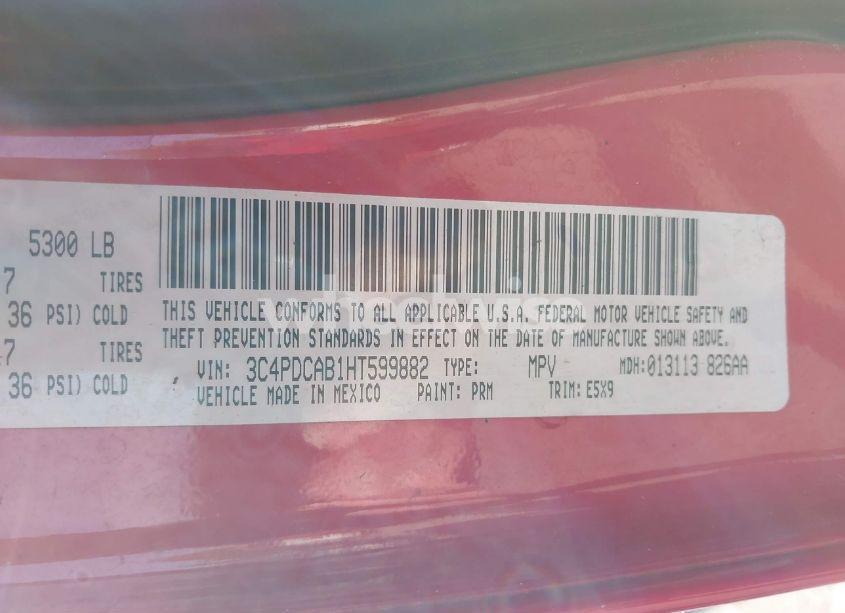 5300 LB
7 TIRES
36 PSI) COLD
7 TIRES
36 PSI) COLD
THIS VEHICLE CONFORMS TO ALL APPLICABLE U.S.A. FEDERAL MOTOR VEHICLE SAFETY AND
THEFT PREVENTION STANDARDS IN EFFECT ON THE DATE OF MANUFACTURE SHOWN ABOVE.
VIN: 3C4PDCAB1HT599882 TYPE: MPV MDH:013113 826AA
VEHICLE MADE IN MEXICO PAINT: PRM TRIM: E5X9